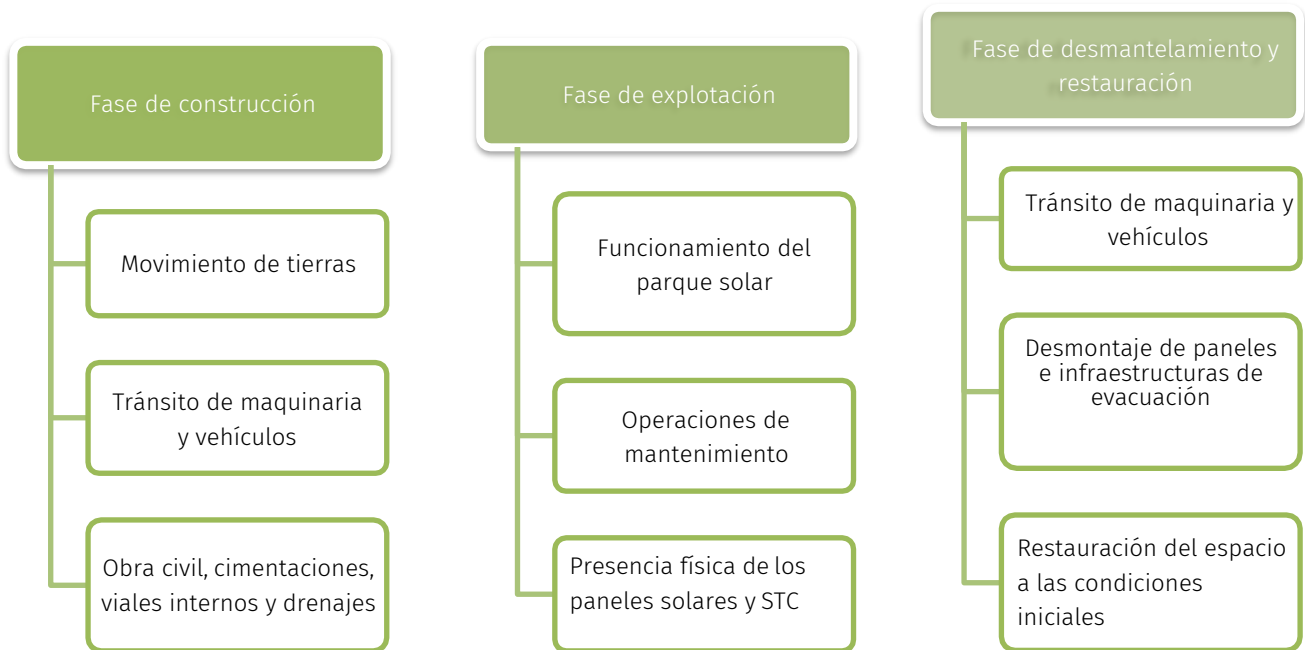 Fase de construcción
Movimiento de tierras
Tránsito de maquinaria
y vehículos
Obra civil, cimentaciones,
viales internos y drenajes
Fase de explotación
Funcionamiento del
parque solar
Operaciones de
mantenimiento
Presencia física de los
paneles solares y STC
Fase de desmantelamiento y
restauración
Tránsito de maquinaria y
vehículos
Desmontaje de paneles
e infraestructuras de
evacuación
Restauración del espacio
a las condiciones
iniciales